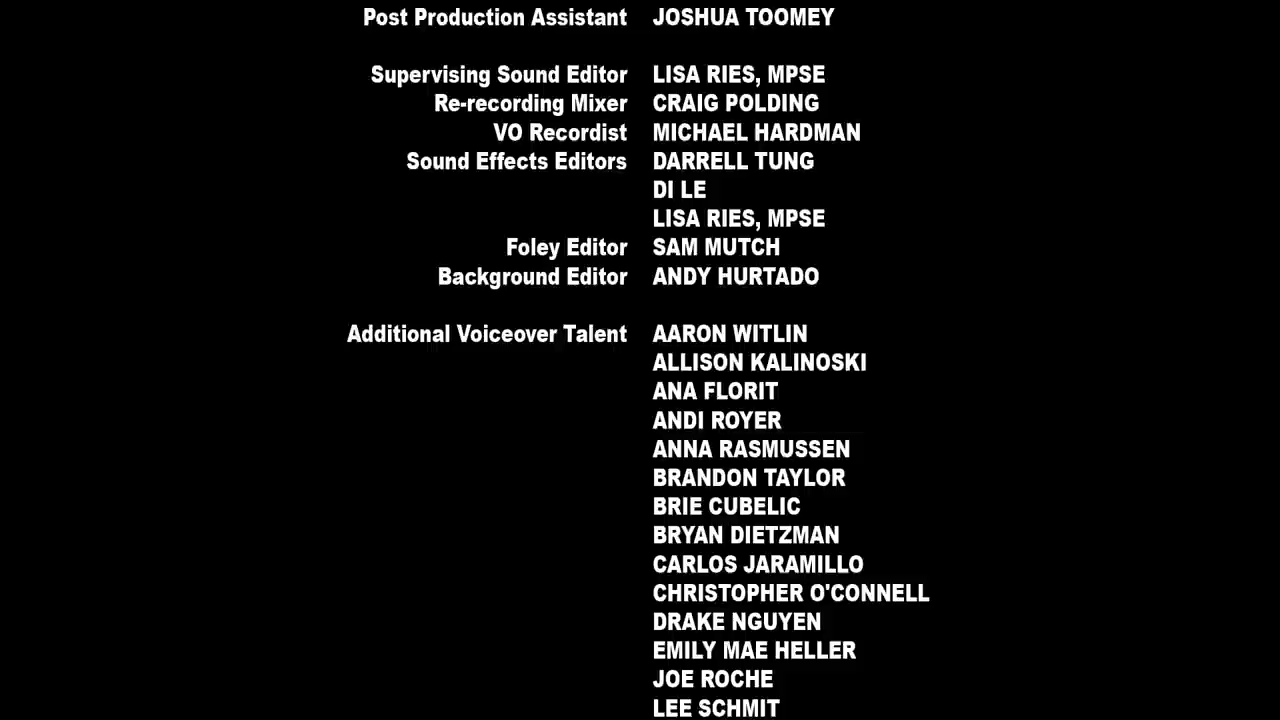 Post Production Assistant JOSHUA TOOMEY
Supervising Sound Editor LISA RIES, MPSE
Re-recording Mixer CRAIG POLDING
VO Recordist MICHAEL HARDMAN
Sound Effects Editors DARRELL TUNG
DI LE
LISA RIES, MPSE
Foley Editor SAM MUTCH
Background Editor ANDY HURTADO
Additional Voiceover Talent AARON WITLIN
ALLISON KALINOSKI
ANA FLORIT
ANDI ROYER
ANNA RASMUSSEN
BRANDON TAYLOR
BRIE CUBELIC
BRYAN DIETZMAN
CARLOS JARAMILLO
CHRISTOPHER O'CONNELL
DRAKE NGUYEN
EMILY MAE HELLER
JOE ROCHE
LEE SCHMIT